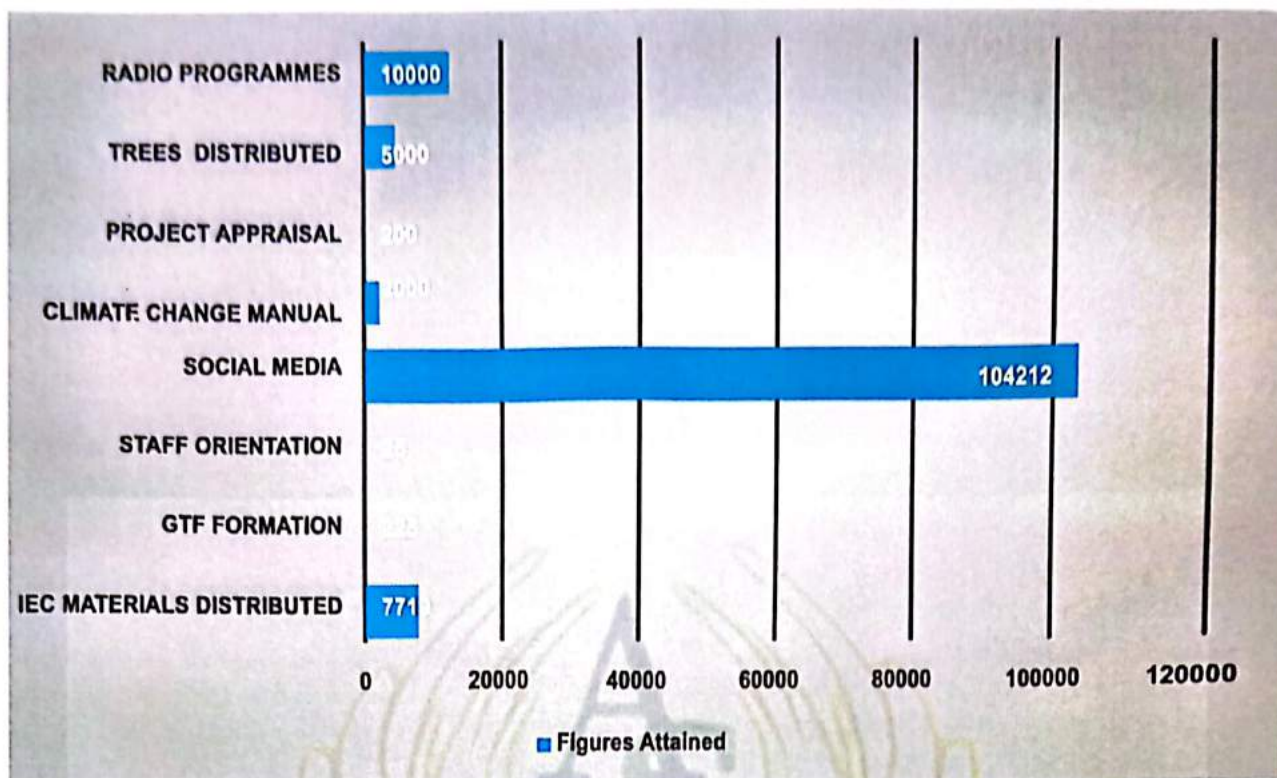 RADIO PROGRAMMES 10000
TREES DISTRIBUTED 5000
PROJECT APPRAISAL
CLIMATE CHANGE MANUAL
SOCIAL MEDIA 104212
STAFF ORIENTATION
GTF FORMATION
IEC MATERIALS DISTRIBUTED 771
0 20000 40000 60000 80000 100000 120000
Figures Attained